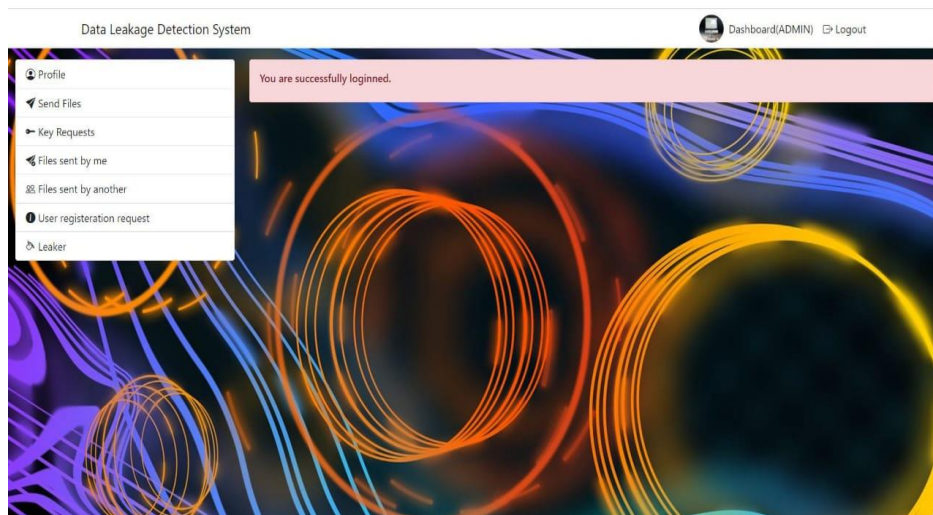 Data Leakage Detection System
Dashboard(ADMIN) Logout
Profile
You are successfully loginned.
Send Files
Key Requests
Files sent by me
Files sent by another
User registeration request
Leaker